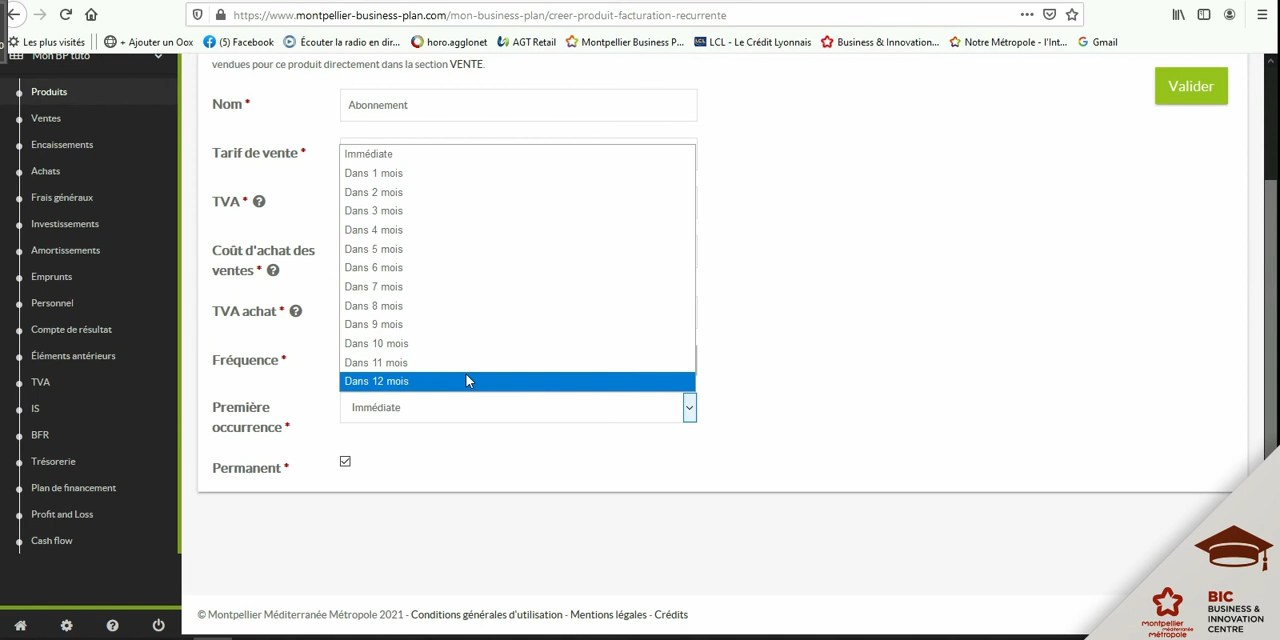 https://www.montpellier-business-plan.com/mon-business-plan/creer-produit-facturation-recurrente
Les plus visités
+ Ajouter un Oox
(5) Facebook
Écouter la radio en dir...
horo.agglonet
AGT Retail
Montpellier Business P...
LCL - Le Crédit Lyonnais
Business & Innovation...
Notre Métropole - l'Int...
Gmail
Mon BP tuto
Produits
Ventes
Encaissements
Achats
Frais généraux
Investissements
Amortissements
Emprunts
Personnel
Compte de résultat
Éléments antérieurs
TVA
IS
BFR
Trésorerie
Plan de financement
Profit and Loss
Cash flow
vendues pour ce produit directement dans la section VENTE.
Valider
Nom *
Abonnement
Tarif de vente *
TVA *
Coût d'achat des
ventes *
TVA achat *
Fréquence *
Immédiate
Dans 1 mois
Dans 2 mois
Dans 3 mois
Dans 4 mois
Dans 5 mois
Dans 6 mois
Dans 7 mois
Dans 8 mois
Dans 9 mois
Dans 10 mois
Dans 11 mois
Dans 12 mois
Première
occurrence *
Immédiate
Permanent *
© Montpellier Méditerranée Métropole 2021 - Conditions générales d'utilisation - Mentions légales - Crédits
montpellier
méditerranée
métropole
BIC
BUSINESS &
INNOVATION
CENTRE